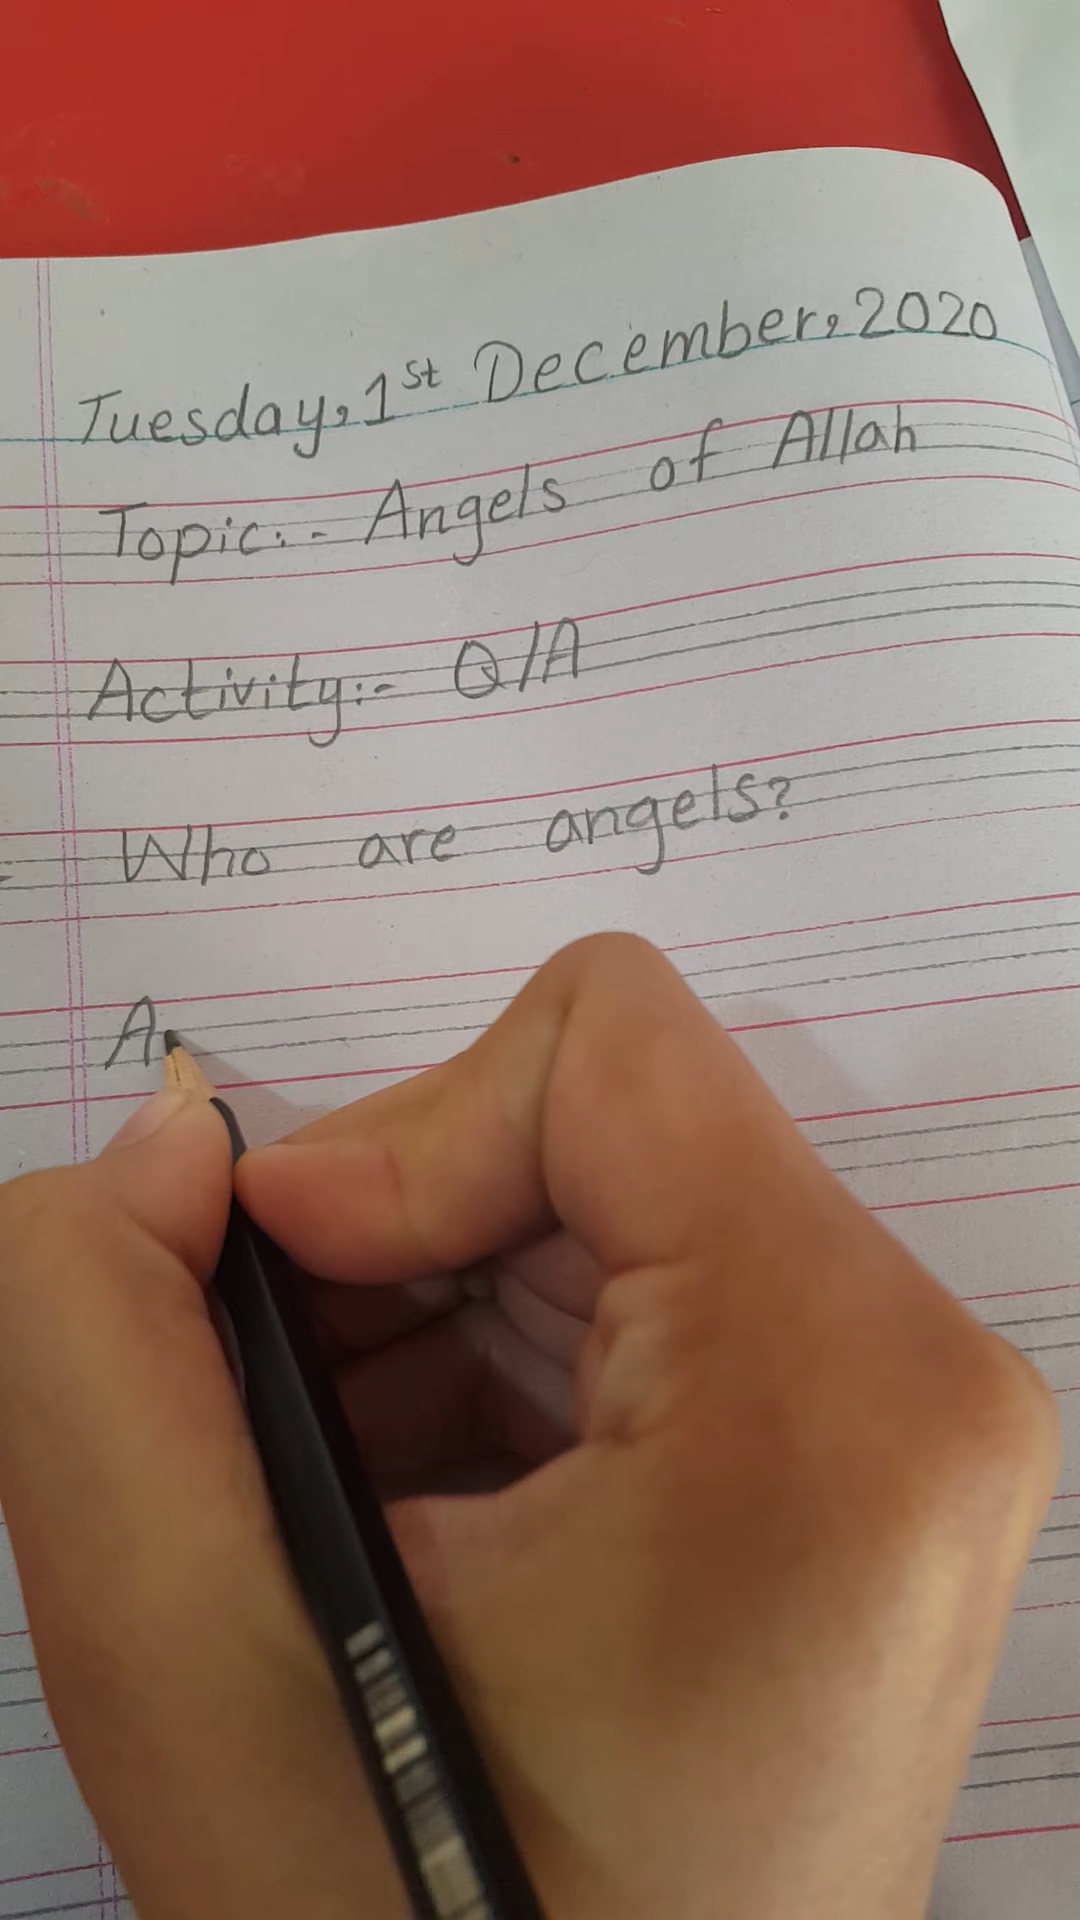 Tuesday, 1st December, 2020
Topic:- Angels of Allah
Activity:- Q/A
Who are angels?
A